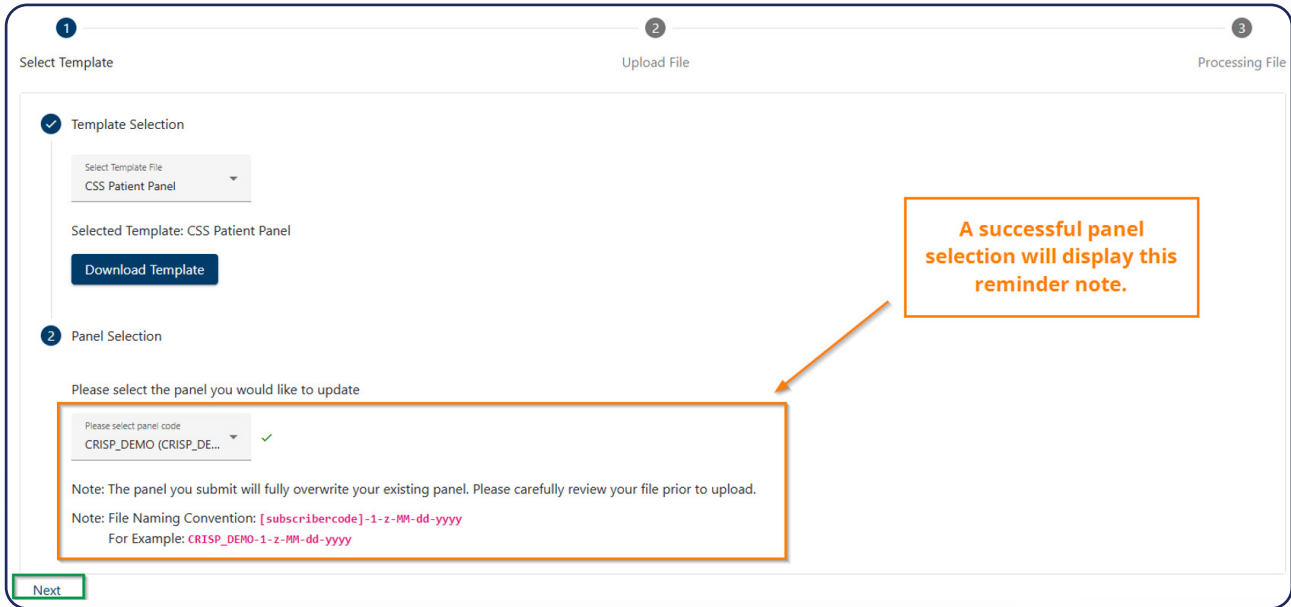 1
2
3
Select Template
Upload File
Processing File
Template Selection
Select Template File
CSS Patient Panel
Selected Template: CSS Patient Panel
Download Template
A successful panel
selection will display this
reminder note.
2
Panel Selection
Please select the panel you would like to update
Please select panel code
CRISP_DEMO (CRISP_DE...
Note: The panel you submit will fully overwrite your existing panel. Please carefully review your file prior to upload.
Note: File Naming Convention: [subscribercode]-1-z-MM-dd-yyyy
For Example: CRISP_DEMO-1-z-MM-dd-yyyy
Next